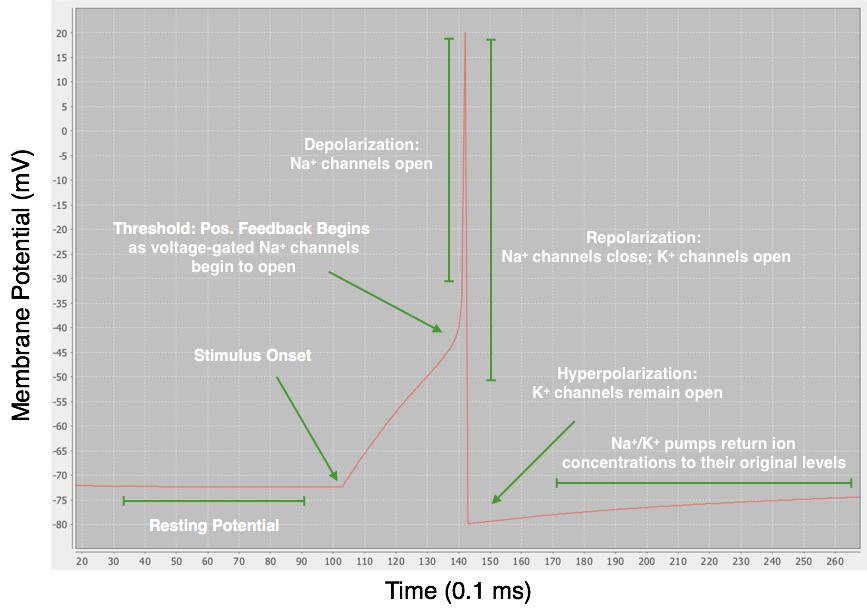 20
15
10
5
0
-5
-10
-15
-20
-25
-30
-35
-40
-45
-50
-55
-60
-65
-70
-75
-80
Membrane Potential (mV)
Depolarization:
Na⁺ channels open
Threshold: Pos. Feedback Begins
as voltage-gated Na⁺ channels
begin to open
Repolarization:
Na⁺ channels close; K⁺ channels open
Stimulus Onset
Hyperpolarization:
K⁺ channels remain open
Na⁺/K⁺ pumps return ion
concentrations to their original levels
Resting Potential
20 30 40 50 60 70 80 90 100 110 120 130 140 150 160 170 180 190 200 210 220 230 240 250 260
Time (0.1 ms)